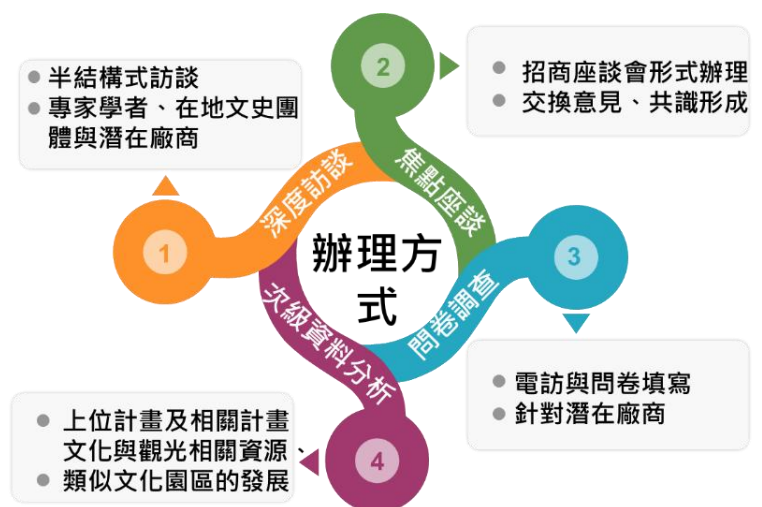 辦理方
式
1
深度訪談
半結構式訪談
專家學者、在地文史團
體與潛在廠商
2
焦點座談
招商座談會形式辦理
交換意見、共識形成
3
問卷調查
電訪與問卷填寫
針對潛在廠商
4
次級資料分析
上位計畫及相關計畫
文化與觀光相關資源、
類似文化園區的發展